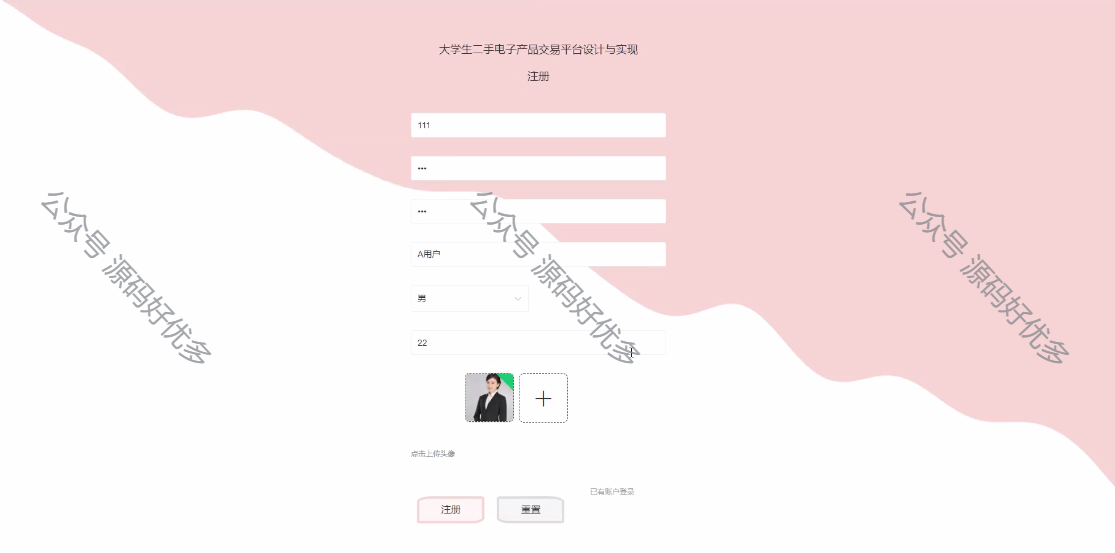 大学生二手电子产品交易平台设计与实现
注册
111
•••
•••
A用户
男
22
点击上传头像
已有账户登录
注册
重置
公众号 源码好优多
公众号 源码好优多
公众号 源码好优多